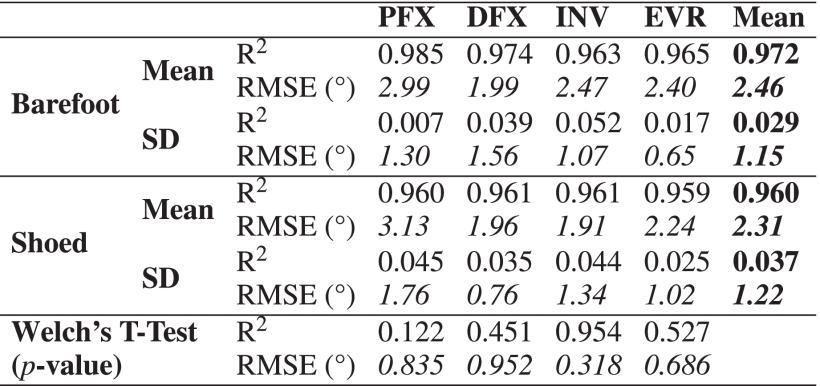 PFX DFX INV EVR Mean
Barefoot Mean R² 0.985 0.974 0.963 0.965 0.972
RMSE (°) 2.99 1.99 2.47 2.40 2.46
SD R² 0.007 0.039 0.052 0.017 0.029
RMSE (°) 1.30 1.56 1.07 0.65 1.15
Shoed Mean R² 0.960 0.961 0.961 0.959 0.960
RMSE (°) 3.13 1.96 1.91 2.24 2.31
SD R² 0.045 0.035 0.044 0.025 0.037
RMSE (°) 1.76 0.76 1.34 1.02 1.22
Welch's T-Test R² 0.122 0.451 0.954 0.527
(p-value) RMSE (°) 0.835 0.952 0.318 0.686